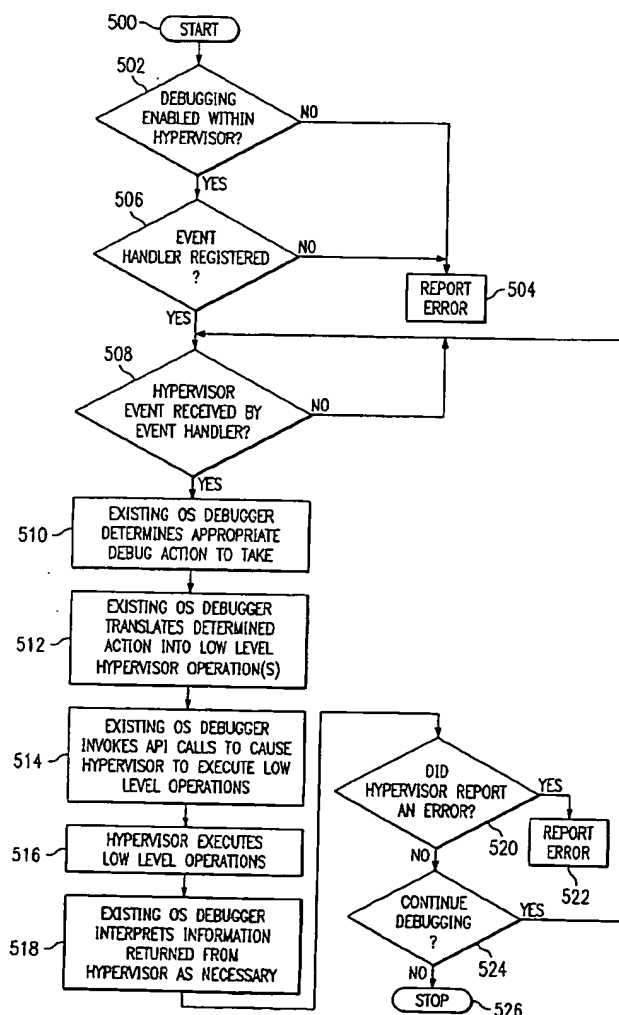 500
START
502
DEBUGGING
ENABLED WITHIN
HYPERVISOR?
NO
YES
506
EVENT
HANDLER REGISTERED
?
NO
YES
REPORT
ERROR
504
508
HYPERVISOR
EVENT RECEIVED BY
EVENT HANDLER?
NO
YES
510
EXISTING OS DEBUGGER
DETERMINES APPROPRIATE
DEBUG ACTION TO TAKE
512
EXISTING OS DEBUGGER
TRANSLATES DETERMINED
ACTION INTO LOW LEVEL
HYPERVISOR OPERATION(S)
514
EXISTING OS DEBUGGER
INVOKES API CALLS TO CAUSE
HYPERVISOR TO EXECUTE LOW
LEVEL OPERATIONS
516
HYPERVISOR EXECUTES
LOW LEVEL OPERATIONS
518
EXISTING OS DEBUGGER
INTERPRETS INFORMATION
RETURNED FROM
HYPERVISOR AS NECESSARY
DID
HYPERVISOR REPORT
AN ERROR?
YES
520
NO
REPORT
ERROR
522
CONTINUE
DEBUGGING
?
YES
524
NO
STOP
526